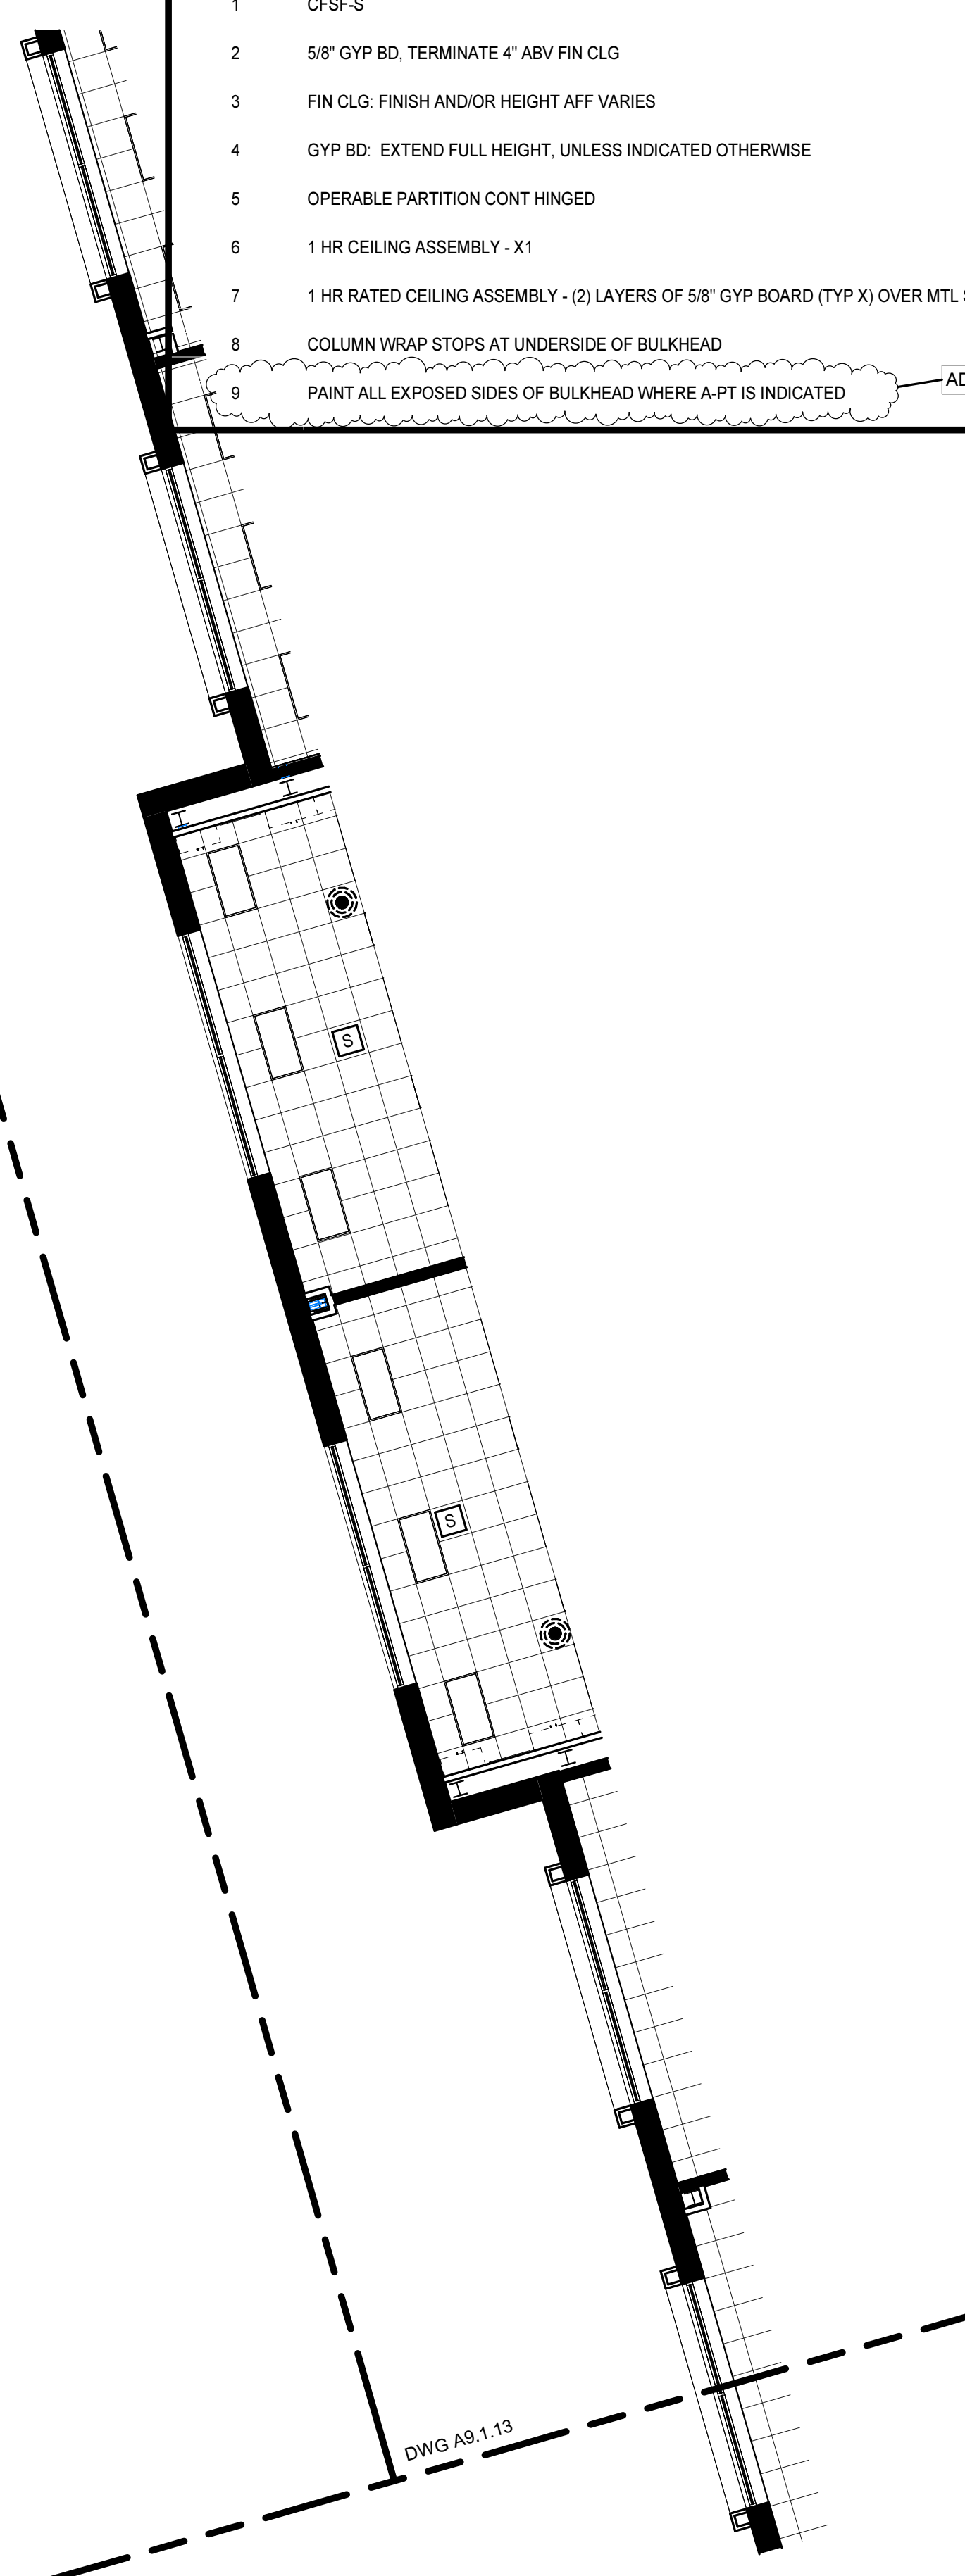 1 CFSF-S
2 5/8" GYP BD, TERMINATE 4" ABV FIN CLG
3 FIN CLG: FINISH AND/OR HEIGHT AFF VARIES
4 GYP BD: EXTEND FULL HEIGHT, UNLESS INDICATED OTHERWISE
5 OPERABLE PARTITION CONT HINGED
6 1 HR CEILING ASSEMBLY - X1
7 1 HR RATED CEILING ASSEMBLY - (2) LAYERS OF 5/8" GYP BOARD (TYP X) OVER MTL
8 COLUMN WRAP STOPS AT UNDERSIDE OF BULKHEAD
9 PAINT ALL EXPOSED SIDES OF BULKHEAD WHERE A-PT IS INDICATED
AD
S
S
DWG A9.1.13